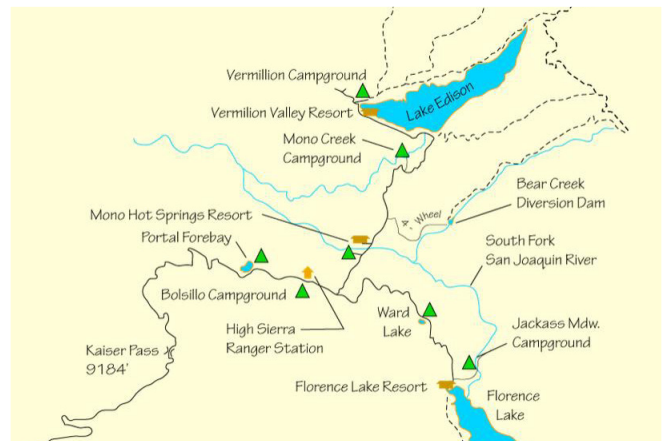 Vermillion Campground
Lake Edison
Vermilion Valley Resort
Mono Creek
Campground
Bear Creek
Diversion Dam
4 - Wheel
Mono Hot Springs Resort
Portal Forebay
South Fork
San Joaquin River
Bolsillo Campground
Ward
Lake
High Sierra
Ranger Station
Jackass Mdw.
Campground
Kaiser Pass
9184'
Florence Lake Resort
Florence
Lake